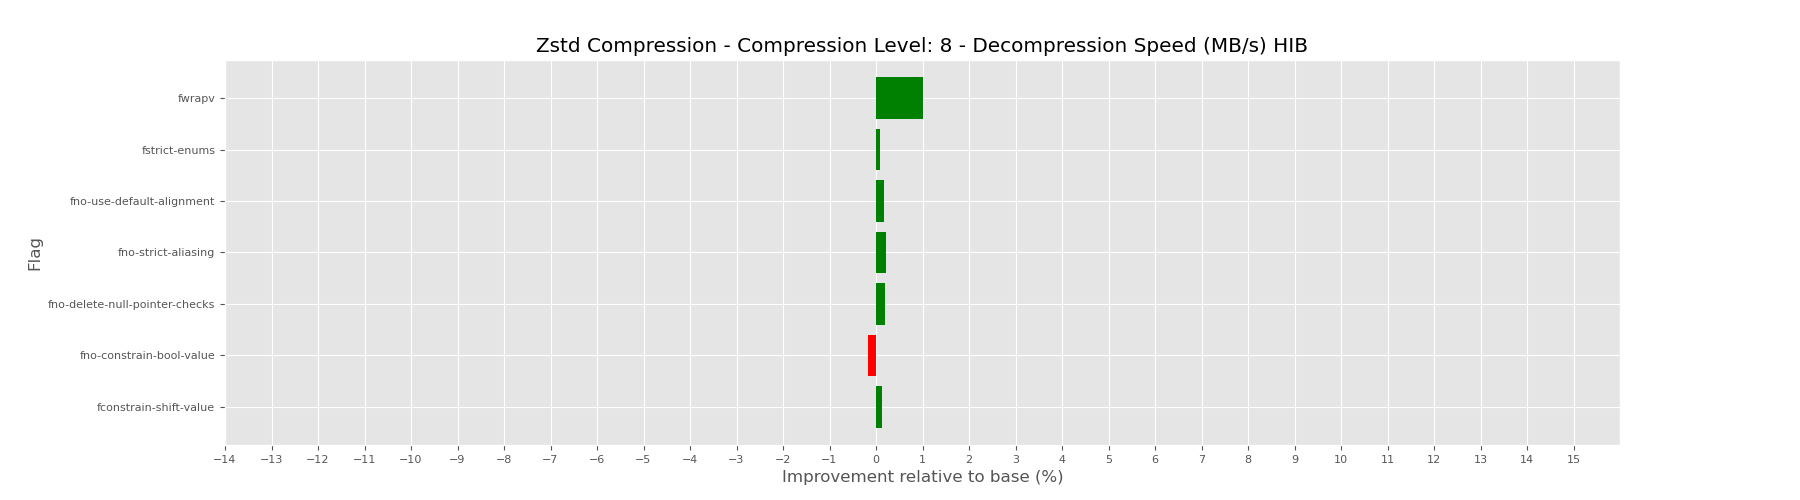 Zstd Compression - Compression Level: 8 - Decompression Speed (MB/s) HIB
Flag
fwrapv
fstrict-enums
fno-use-default-alignment
fno-strict-aliasing
fno-delete-null-pointer-checks
fno-constrain-bool-value
fconstrain-shift-value
−14 −13 −12 −11 −10 −9 −8 −7 −6 −5 −4 −3 −2 −1 0 1 2 3 4 5 6 7 8 9 10 11 12 13 14 15
Improvement relative to base (%)